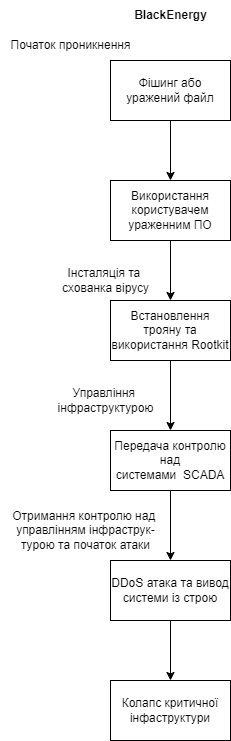 BlackEnergy
Початок проникнення
Фішинг або
уражений файл
Використання
користувачем
ураженним ПО
Інсталяція та
схованка вірусу
Встановлення
трояну та
використання Rootkit
Управління
інфраструктурою
Передача контролю
над
системами SCADA
Отримання контролю над
управлінням інфраструк-
турою та початок атаки
DDoS атака та вивод
системи із строю
Колапс критичної
інфаструктури